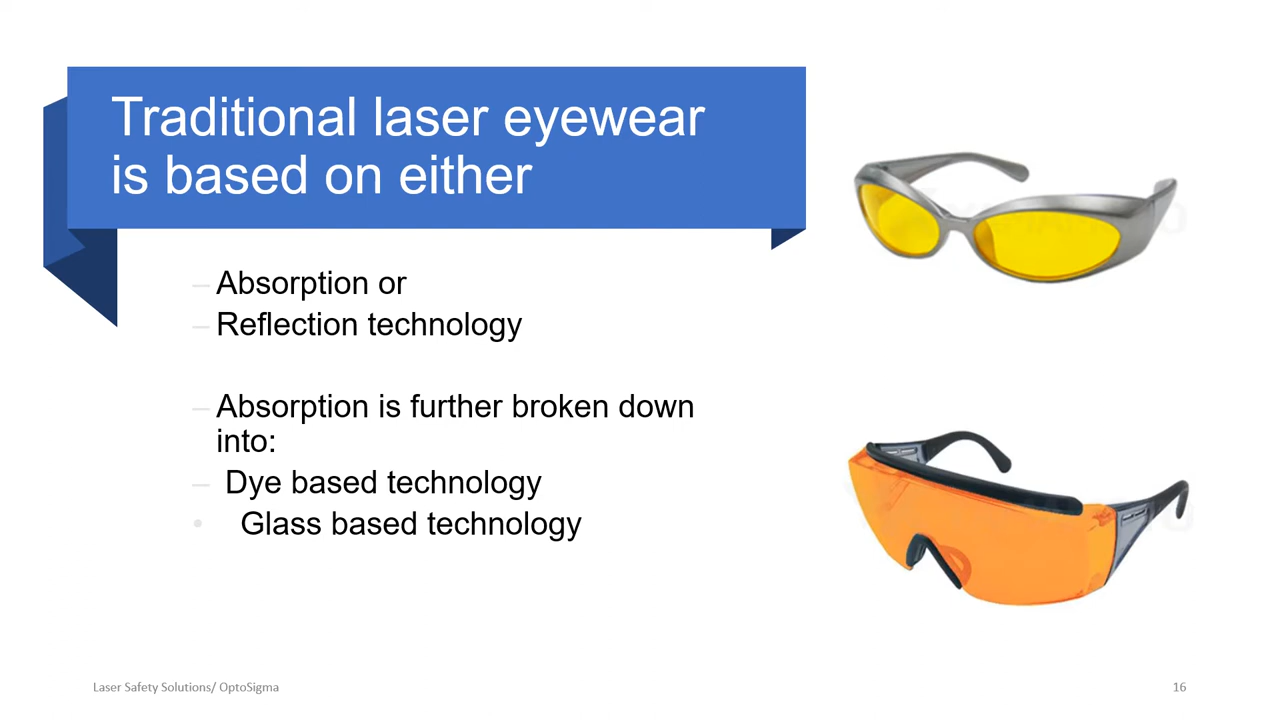 Traditional laser eyewear
is based on either
– Absorption or
– Reflection technology
– Absorption is further broken down
into:
– Dye based technology
• Glass based technology
Laser Safety Solutions/ OptoSigma
16